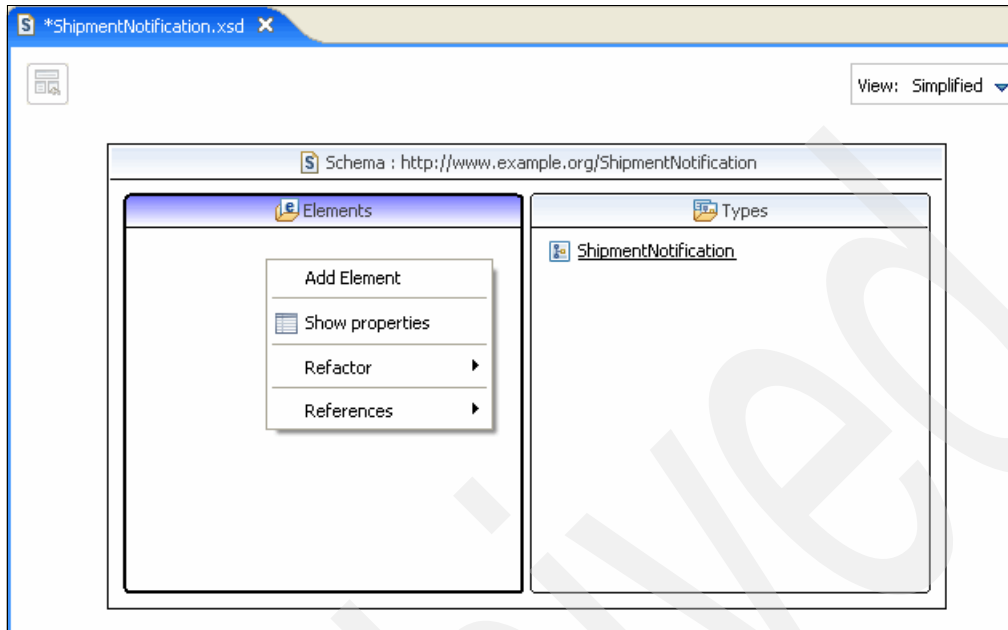 *ShipmentNotification.xsd
View: Simplified
Schema : http://www.example.org/ShipmentNotification
Elements
Types
ShipmentNotification
Add Element
Show properties
Refactor
References